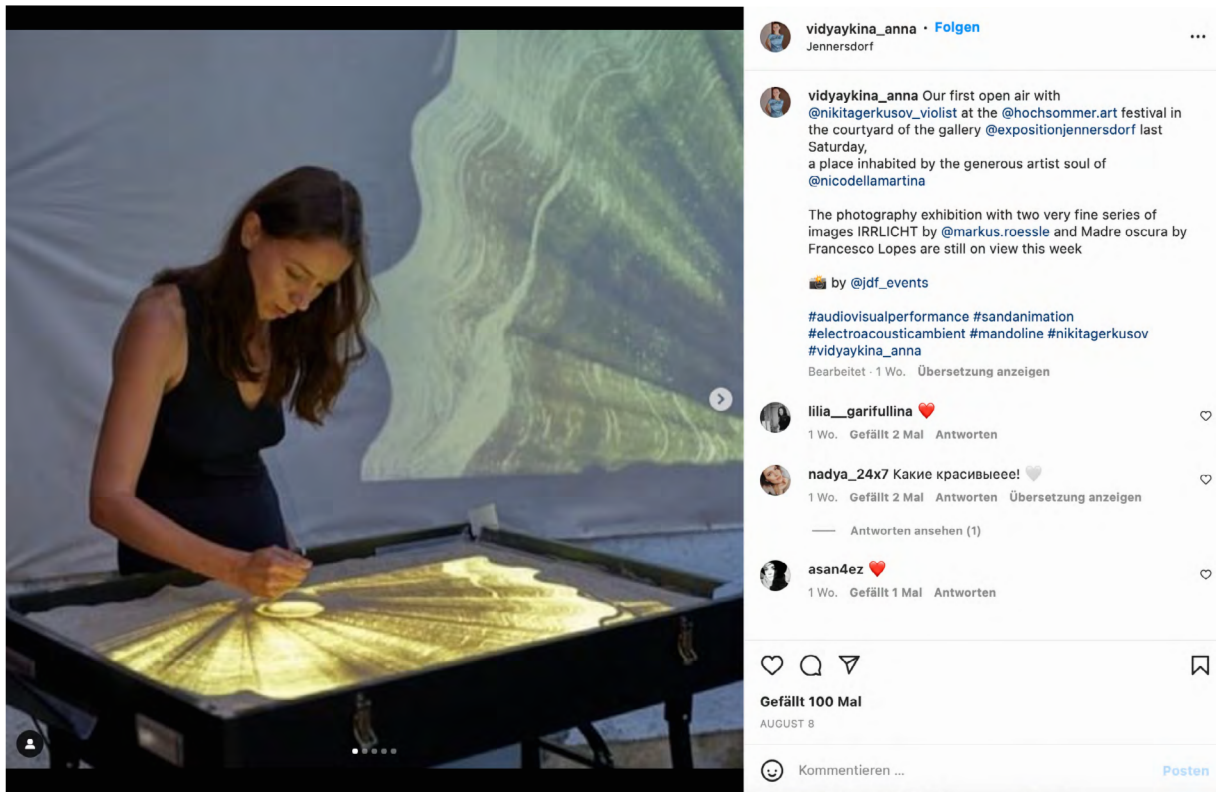 vidyaykina_anna • Folgen
Jennersdorf
vidyaykina_anna Our first open air with
@nikitagerkusov_violist at the @hochsommer.art festival in
the courtyard of the gallery @expositionjennersdorf last
Saturday,
a place inhabited by the generous artist soul of
@nicodellamartina
The photography exhibition with two very fine series of
images IRRLICHT by @markus.roessle and Madre oscura by
Francesco Lopes are still on view this week
📸 by @jdf_events
#audiovisualperformance #sandanimation
#electroacousticambient #mandoline #nikitagerkusov
#vidyaykina_anna
Bearbeitet · 1 Wo. Übersetzung anzeigen
lilia__garifullina ❤️
1 Wo. Gefällt 2 Mal Antworten
nadya_24x7 Какие красивыеее! 🤍
1 Wo. Gefällt 2 Mal Antworten Übersetzung anzeigen
Antworten ansehen (1)
asan4ez ❤️
1 Wo. Gefällt 1 Mal Antworten
Gefällt 100 Mal
AUGUST 8
Kommentieren ...
Posten